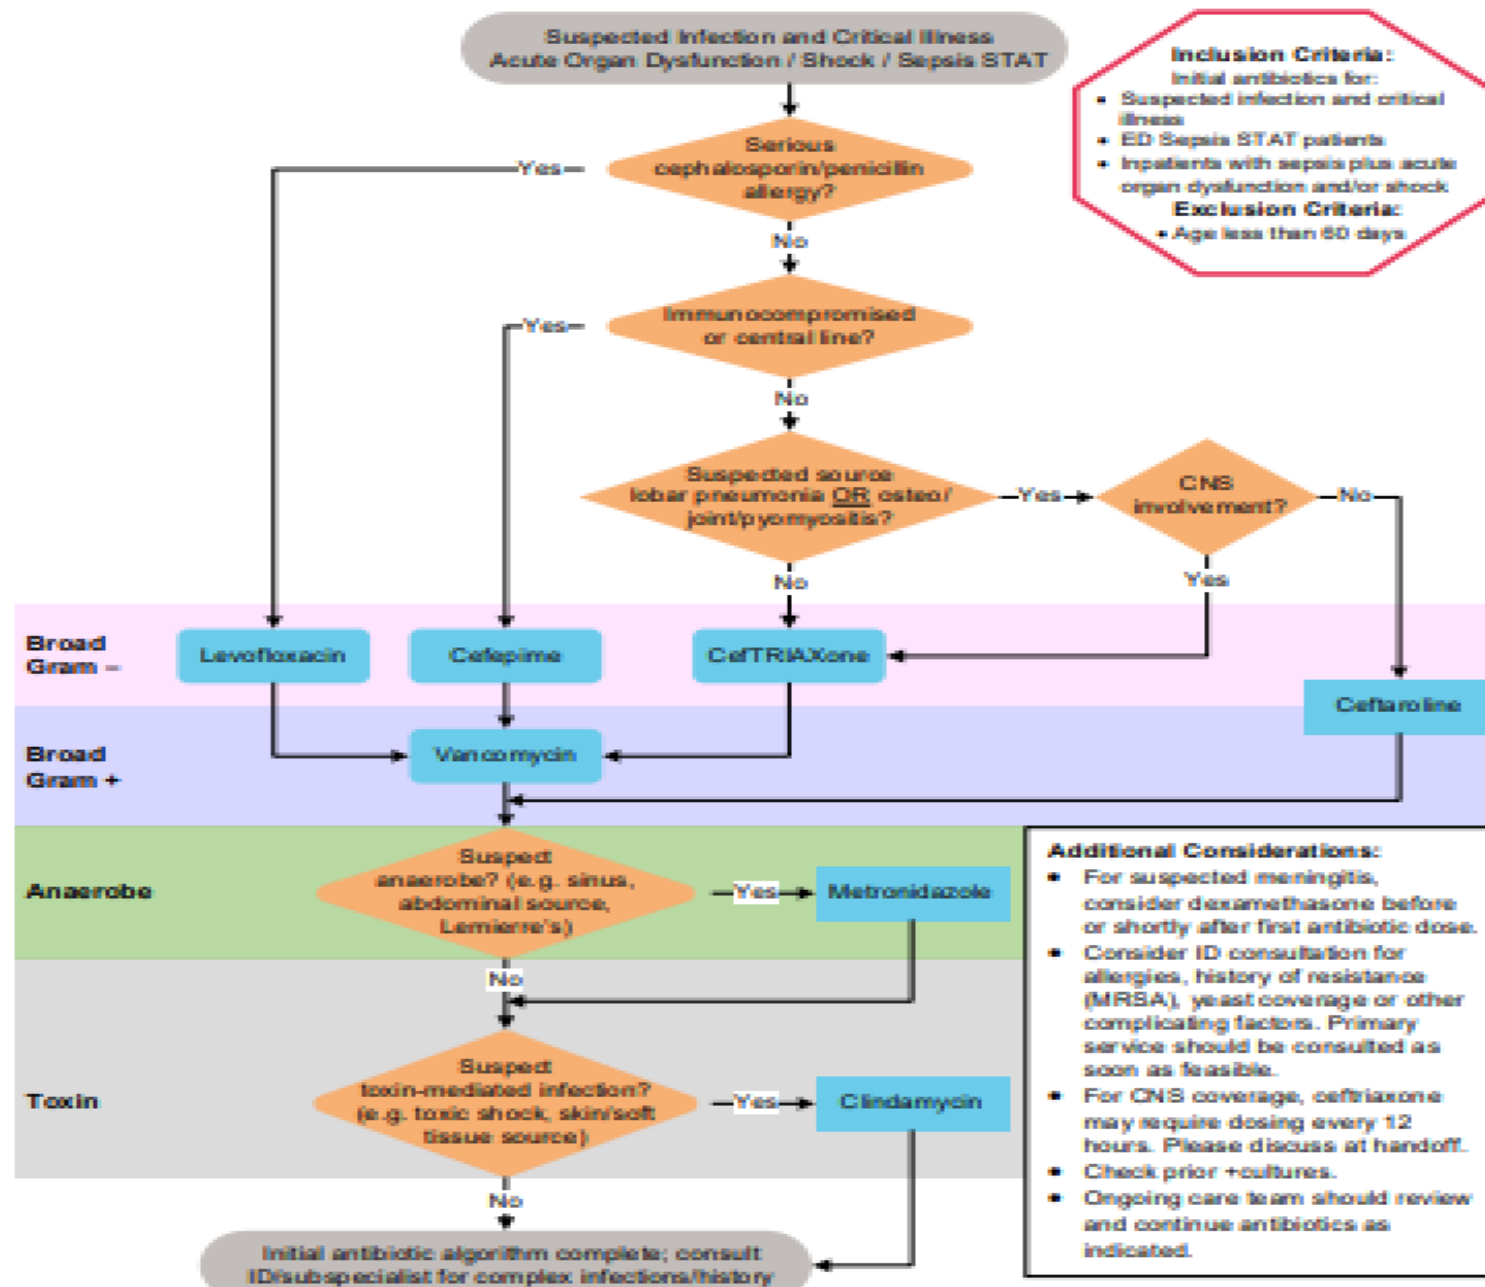 Suspected Infection and Critical Illness
Acute Organ Dysfunction / Shock / Sepsis STAT
Inclusion Criteria:
Initial antibiotics for:
• Suspected infection and critical
illness
• ED Sepsis STAT patients
• Inpatients with sepsis plus acute
organ dysfunction and/or shock
Exclusion Criteria:
• Age less than 60 days
Serious
cephalosporin/penicillin
allergy?
Yes
No
Immunocompromised
or central line?
Yes
No
Suspected source
lobar pneumonia OR osteo/
joint/pyomyositis?
Yes
No
CNS
involvement?
No
Yes
Broad
Gram –
Levofloxacin
Cefepime
CefTRIAXone
Ceftaroline
Broad
Gram +
Vancomycin
Anaerobe
Suspect
anaerobe? (e.g. sinus,
abdominal source,
Lemierre's)
Yes
Metronidazole
No
Toxin
Suspect
toxin-mediated infection?
(e.g. toxic shock, skin/soft
tissue source)
Yes
Clindamycin
No
Initial antibiotic algorithm complete; consult
ID/subspecialist for complex infections/history
Additional Considerations:
• For suspected meningitis,
consider dexamethasone before
or shortly after first antibiotic dose.
• Consider ID consultation for
allergies, history of resistance
(MRSA), yeast coverage or other
complicating factors. Primary
service should be consulted as
soon as feasible.
• For CNS coverage, ceftriaxone
may require dosing every 12
hours. Please discuss at handoff.
• Check prior +cultures.
• Ongoing care team should review
and continue antibiotics as
indicated.